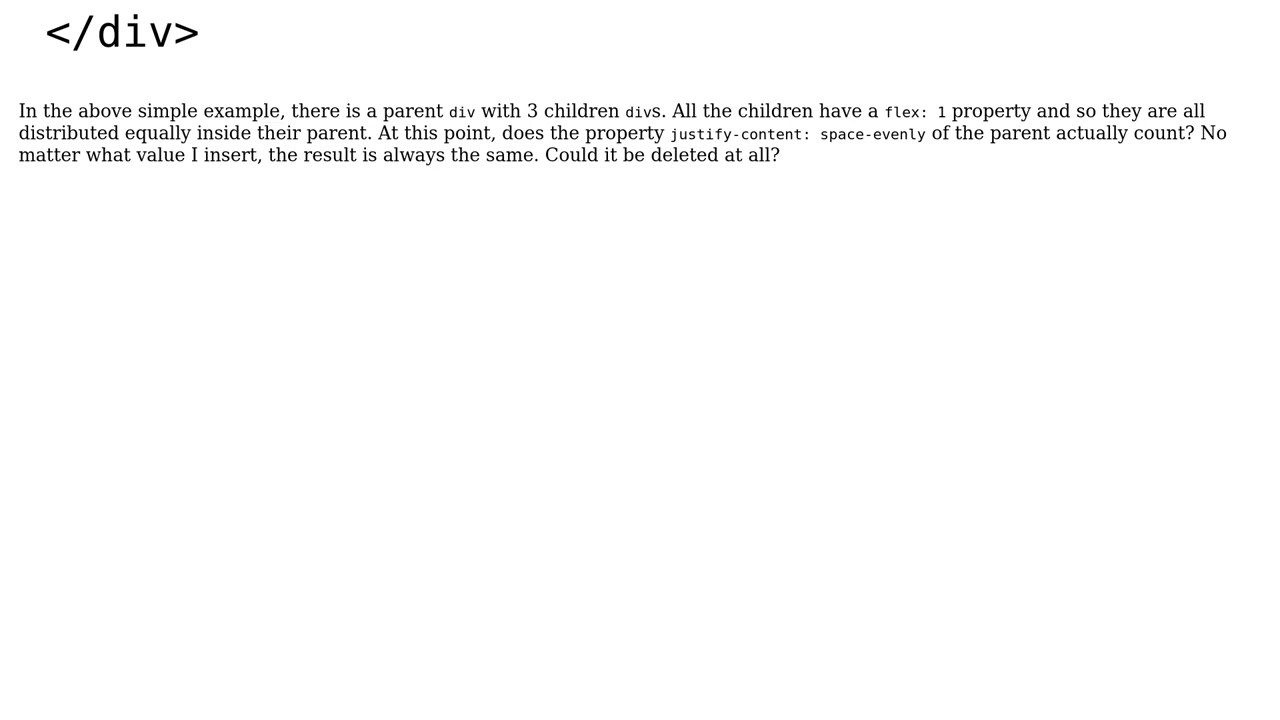 </div>
In the above simple example, there is a parent div with 3 children divs. All the children have a flex: 1 property and so they are all
distributed equally inside their parent. At this point, does the property justify-content: space-evenly of the parent actually count? No
matter what value I insert, the result is always the same. Could it be deleted at all?